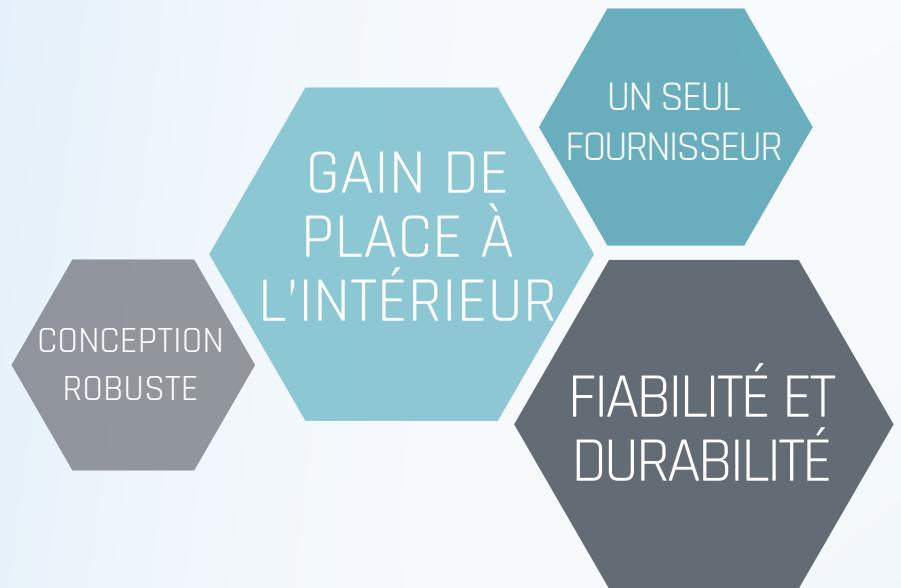 UN SEUL
FOURNISSEUR
GAIN DE
PLACE À
L'INTÉRIEUR
CONCEPTION
ROBUSTE
FIABILITÉ ET
DURABILITÉ